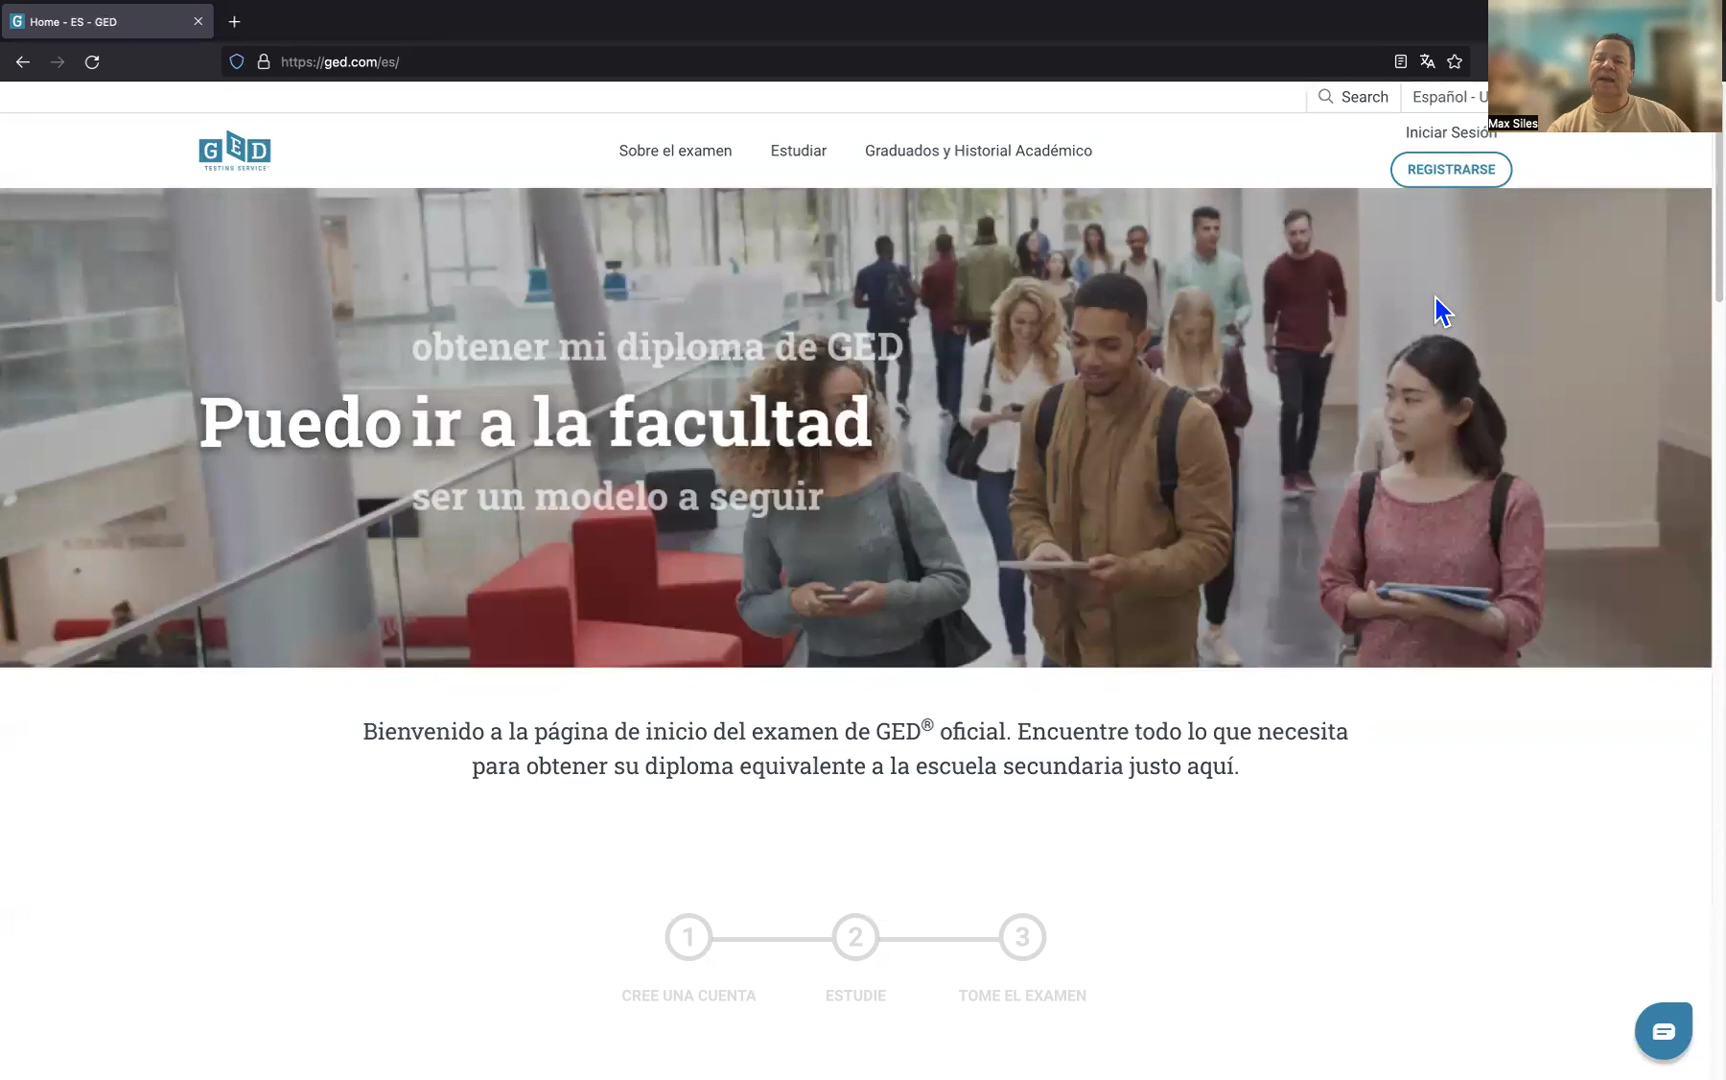 Home - ES - GED
https://ged.com/es/
Search
Español - U
Max Siles
Iniciar Sesión
GED
TESTING SERVICE
Sobre el examen
Estudiar
Graduados y Historial Académico
REGISTRARSE
obtener mi diploma de GED
Puedo ir a la facultad
ser un modelo a seguir
Bienvenido a la página de inicio del examen de GED® oficial. Encuentre todo lo que necesita
para obtener su diploma equivalente a la escuela secundaria justo aquí.
1
2
3
CREE UNA CUENTA
ESTUDIE
TOME EL EXAMEN